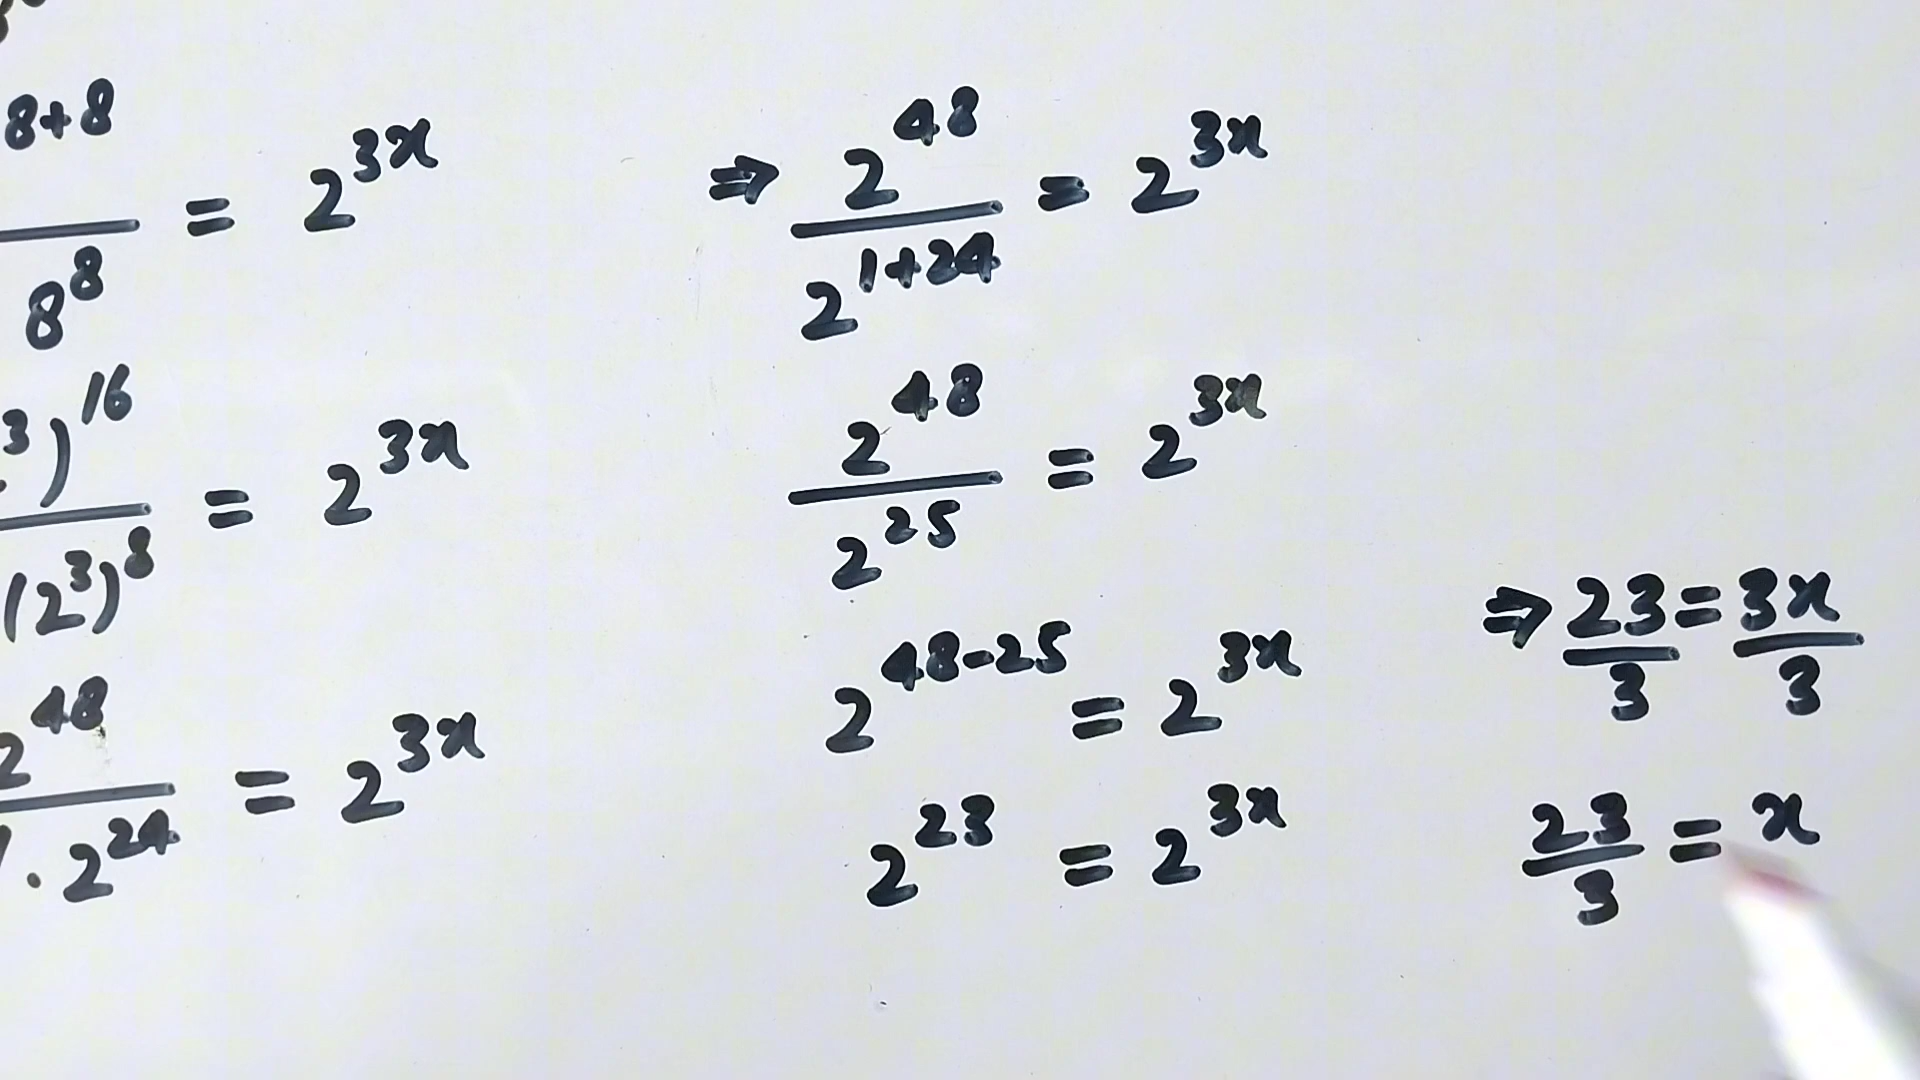 8+8
——— = 2^{3x}
8^8
3)^{16}
——— = 2^{3x}
(2^3)^8
2^{48}
——— = 2^{3x}
· 2^{24}
⇒ 2^{48}
——— = 2^{3x}
2^{1+24}
2^{48}
——— = 2^{3x}
2^{25}
2^{48-25} = 2^{3x}
2^{23} = 2^{3x}
⇒ 23/3 = 3x/3
23/3 = x